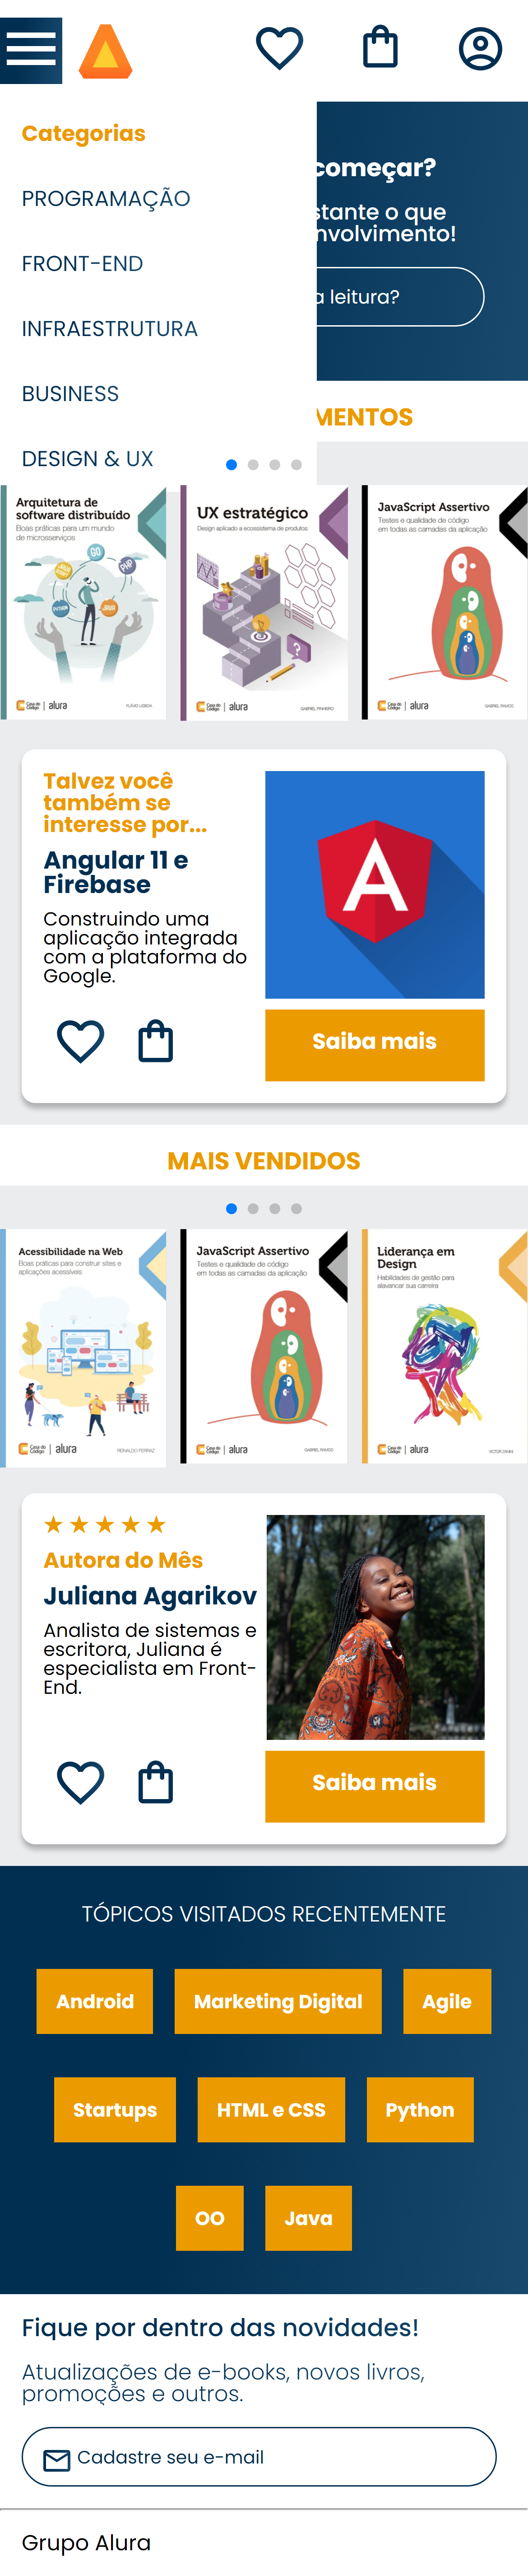 Categorias
PROGRAMAÇÃO
FRONT-END
INFRAESTRUTURA
BUSINESS
DESIGN & UX
começar?
stante o que
nvolvimento!
a leitura?
MENTOS
Arquitetura de
software distribuído
Boas práticas para um mundo
de microsserviços
GO
PHP
PYTHON
JAVA
Casa do Código | alura
FLÁVIO LISBOA
UX estratégico
Design aplicado a ecossistema de produtos
Casa do Código | alura
GABRIEL PINHEIRO
JavaScript Assertivo
Testes e qualidade de código
em todas as camadas da aplicação
Casa do Código | alura
GABRIEL RAMOS
Talvez você
também se
interesse por...
Angular 11 e
Firebase
Construindo uma
aplicação integrada
com a plataforma do
Google.
A
Saiba mais
MAIS VENDIDOS
Acessibilidade na Web
Boas práticas para construir sites e
aplicações acessíveis
Casa do Código | alura
REINALDO FERRAZ
JavaScript Assertivo
Testes e qualidade de código
em todas as camadas da aplicação
Casa do Código | alura
GABRIEL RAMOS
Liderança em
Design
Habilidades de gestão para
alavancar sua carreira
Casa do Código | alura
VICTOR ZANINI
Autora do Mês
Juliana Agarikov
Analista de sistemas e
escritora, Juliana é
especialista em Front-
End.
Saiba mais
TÓPICOS VISITADOS RECENTEMENTE
Android
Marketing Digital
Agile
Startups
HTML e CSS
Python
OO
Java
Fique por dentro das novidades!
Atualizações de e-books, novos livros,
promoções e outros.
Cadastre seu e-mail
Grupo Alura